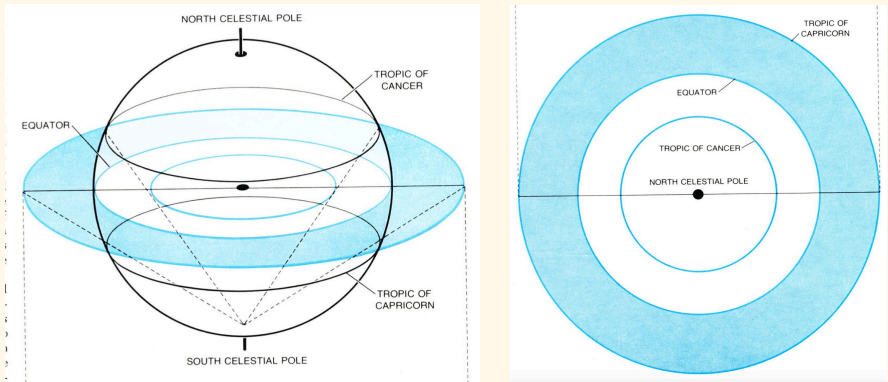 NORTH CELESTIAL POLE
TROPIC OF
CANCER
EQUATOR
TROPIC OF
CAPRICORN
SOUTH CELESTIAL POLE
TROPIC OF
CAPRICORN
EQUATOR
TROPIC OF CANCER
NORTH CELESTIAL POLE